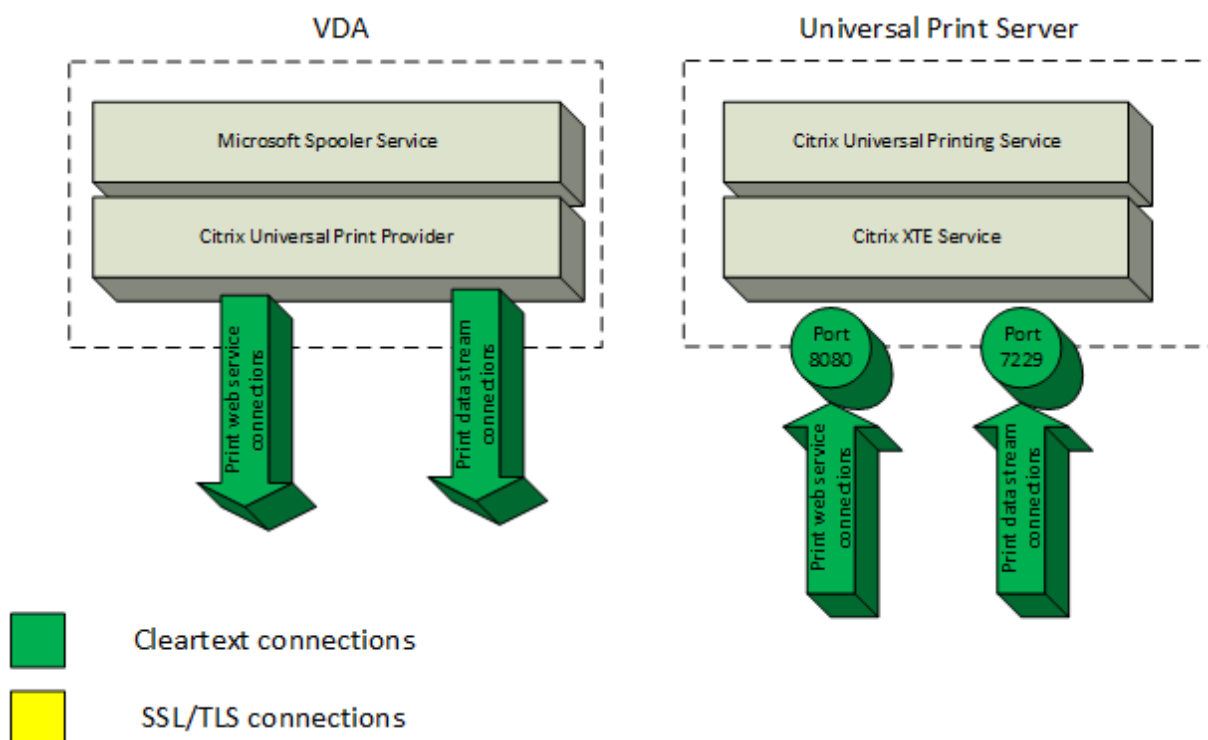 VDA
Universal Print Server
Microsoft Spooler Service
Citrix Universal Print Provider
Citrix Universal Printing Service
Citrix XTE Service
Print web service
connections
Print data stream
connections
Port
8080
Port
7229
Print web service
connections
Print data stream
connections
Cleartext connections
SSL/TLS connections